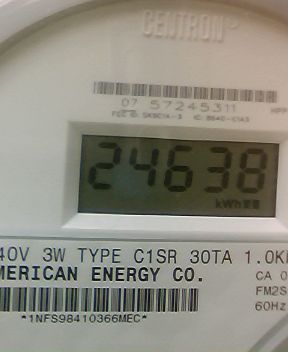 CENTRON
07 57245311
24638
kWh
40V 3W TYPE C1SR 30TA 1.0K
MERICAN ENERGY CO.
CA 0
FM2S
60Hz
*1NFS98410366MEC*